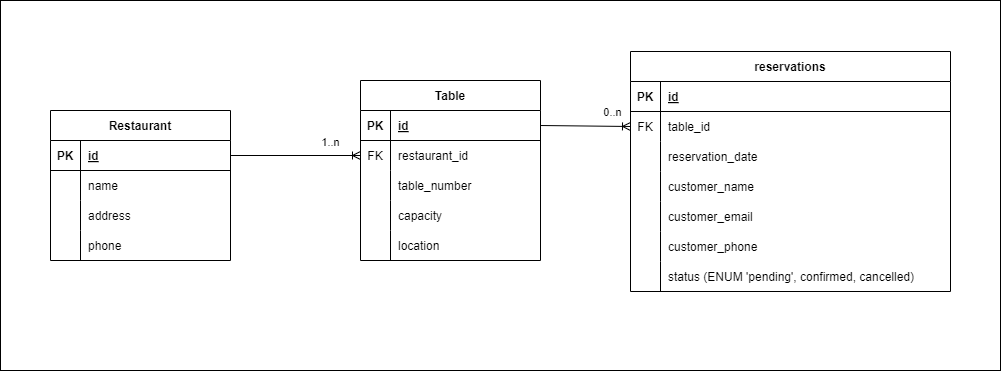 Restaurant
PK id
name
address
phone
1..n
Table
PK id
FK restaurant_id
table_number
capacity
location
0..n
reservations
PK id
FK table_id
reservation_date
customer_name
customer_email
customer_phone
status (ENUM 'pending', confirmed, cancelled)